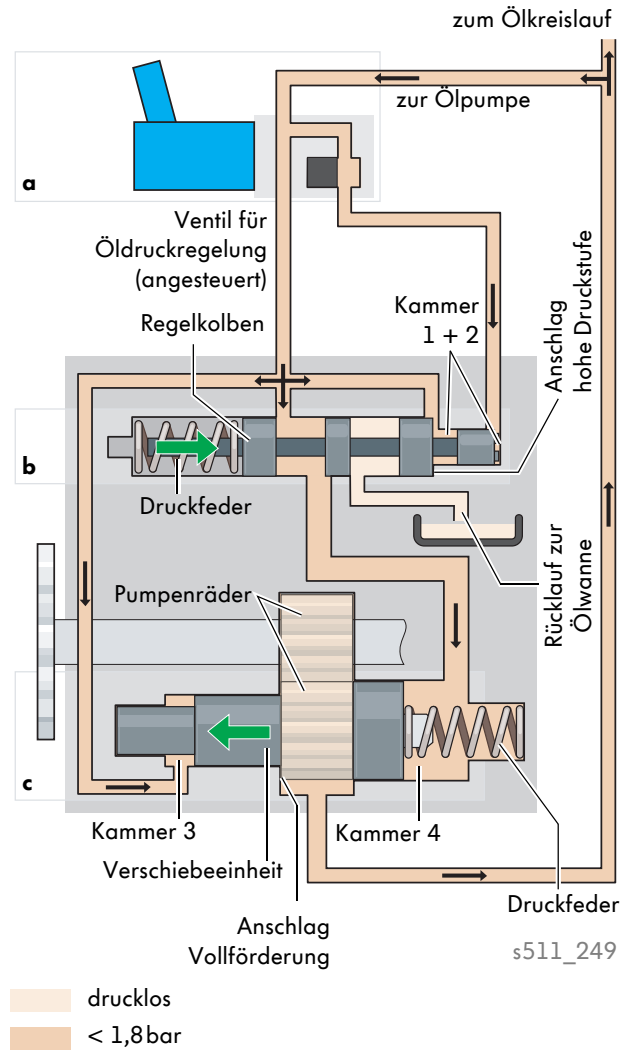 zum Ölkreislauf
zur Ölpumpe
a
Ventil für
Öldruckregelung
(angesteuert)
Regelkolben
Kammer
1 + 2
Anschlag
hohe Druckstufe
b
Druckfeder
Rücklauf zur
Ölwanne
Pumpenräder
c
Kammer 3
Kammer 4
Verschiebeeinheit
Druckfeder
Anschlag
Vollförderung
s511_249
drucklos
< 1,8 bar